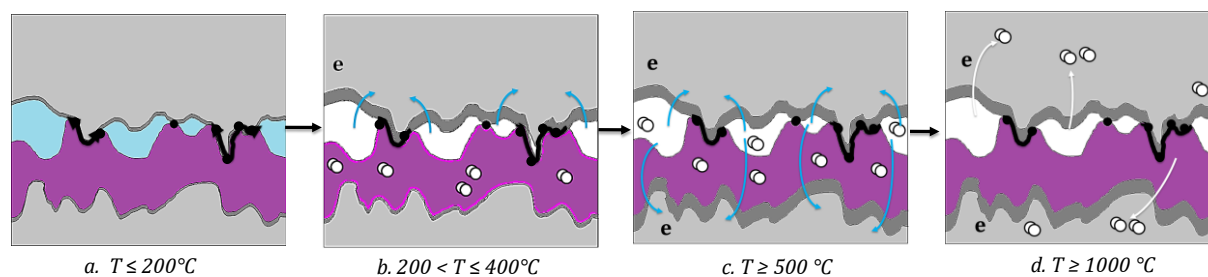 e
e
e
e
e
a. T ≤ 200°C
b. 200 < T ≤ 400°C
c. T ≥ 500 °C
d. T ≥ 1000 °C